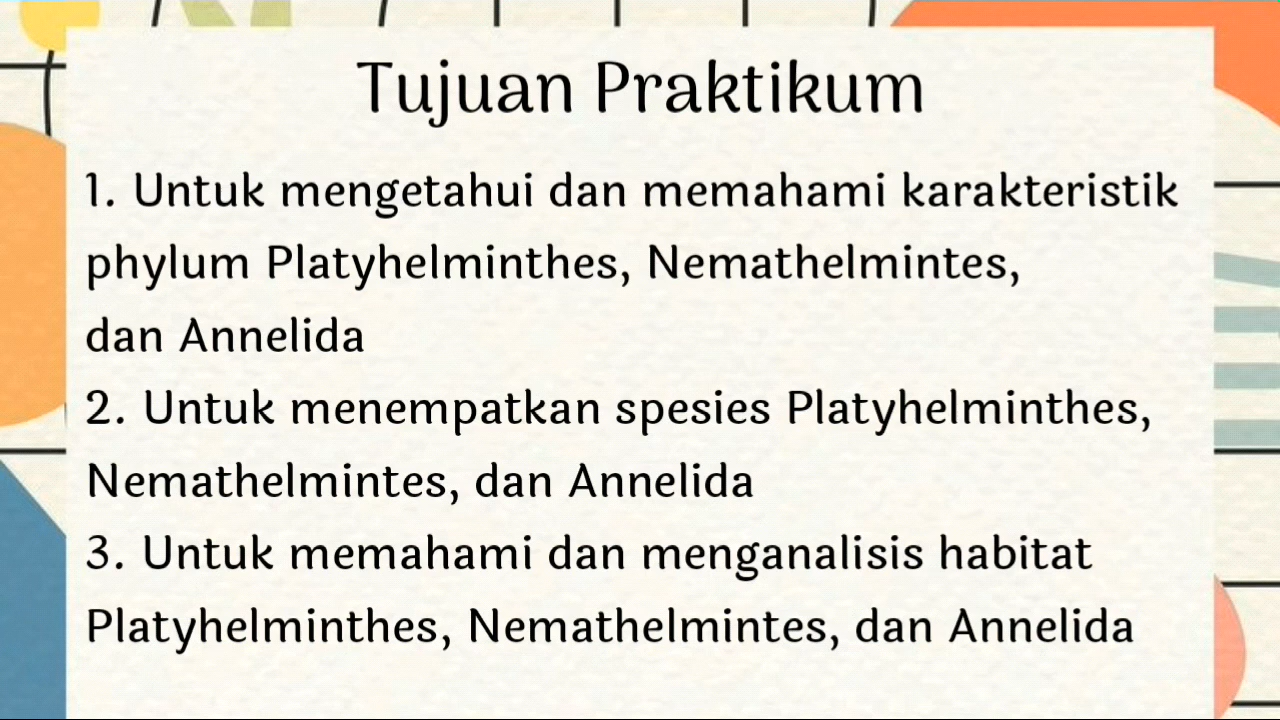 Tujuan Praktikum
1. Untuk mengetahui dan memahami karakteristik
phylum Platyhelminthes, Nemathelmintes,
dan Annelida
2. Untuk menempatkan spesies Platyhelminthes,
Nemathelmintes, dan Annelida
3. Untuk memahami dan menganalisis habitat
Platyhelminthes, Nemathelmintes, dan Annelida